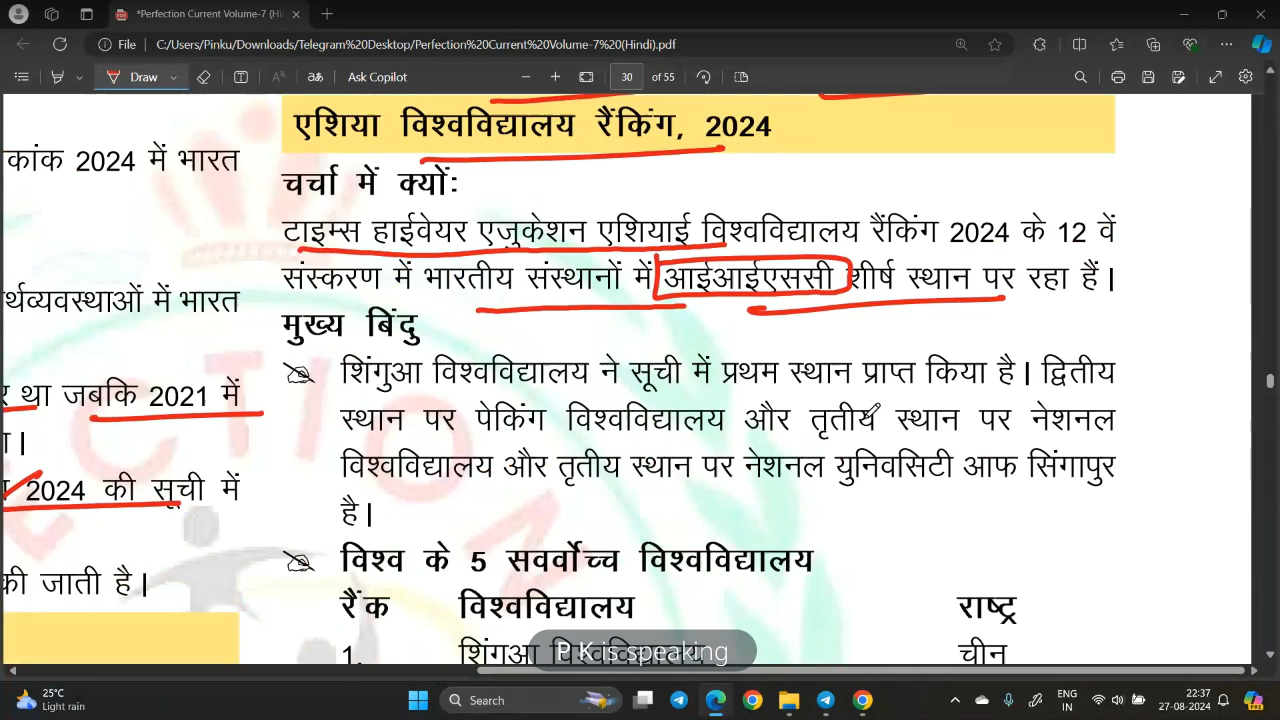 *Perfection Current Volume-7 (Hi
File C:/Users/Pinku/Downloads/Telegram%20Desktop/Perfection%20Current%20Volume-7%20(Hindi).pdf
Draw Ask Copilot 30 of 55
कांक 2024 में भारत
र्थव्यवस्थाओं में भारत
र था जबकि 2021 में
2024 की सूची में
की जाती है।
एशिया विश्वविद्यालय रैंकिंग, 2024
चर्चा में क्यों:
टाइम्स हाईवेयर एजुकेशन एशियाई विश्वविद्यालय रैंकिंग 2024 के 12 वें
संस्करण में भारतीय संस्थानों में आईआईएससी शीर्ष स्थान पर रहा हैं।
मुख्य बिंदु
शिंगुआ विश्वविद्यालय ने सूची में प्रथम स्थान प्राप्त किया है। द्वितीय
स्थान पर पेकिंग विश्वविद्यालय और तृतीय स्थान पर नेशनल
विश्वविद्यालय और तृतीय स्थान पर नेशनल युनिवसिटी आफ सिंगापुर
है।
विश्व के 5 सवर्वोच्च विश्वविद्यालय
रैंक विश्वविद्यालय राष्ट्र
1. शिंगुआ विश्वविद्यालय चीन
P K is speaking
25°C
Light rain
Search
ENG
IN
22:37
27-08-2024